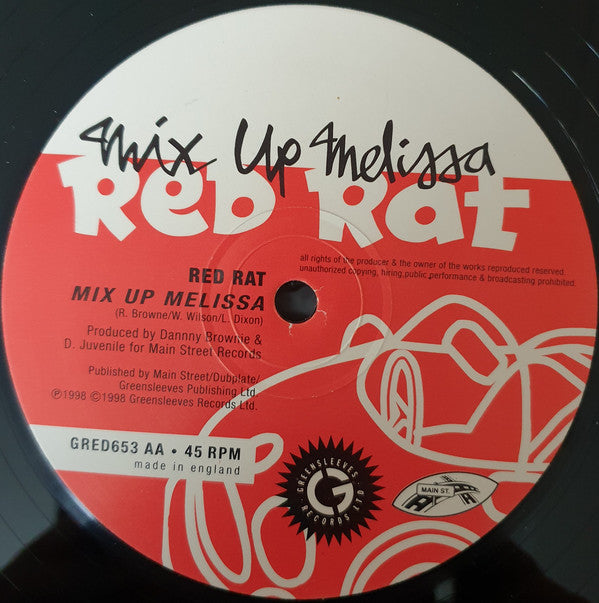 Mix Up Melissa
Red Rat
all rights of the producer & the owner of the works reproduced reserved.
unauthorized copying, hiring, public performance & broadcasting prohibited.
RED RAT
MIX UP MELISSA
(R. Browne/W. Wilson/L. Dixon)
Produced by Dannny Brownie &
D. Juvenile for Main Street Records
Published by Main Street/Dubplate/
Greensleeves Publishing Ltd.
℗1998 ©1998 Greensleeves Records Ltd.
GRED653 AA • 45 RPM
made in england
GREENSLEEVES
G
RECORDS LTD
MAIN ST.